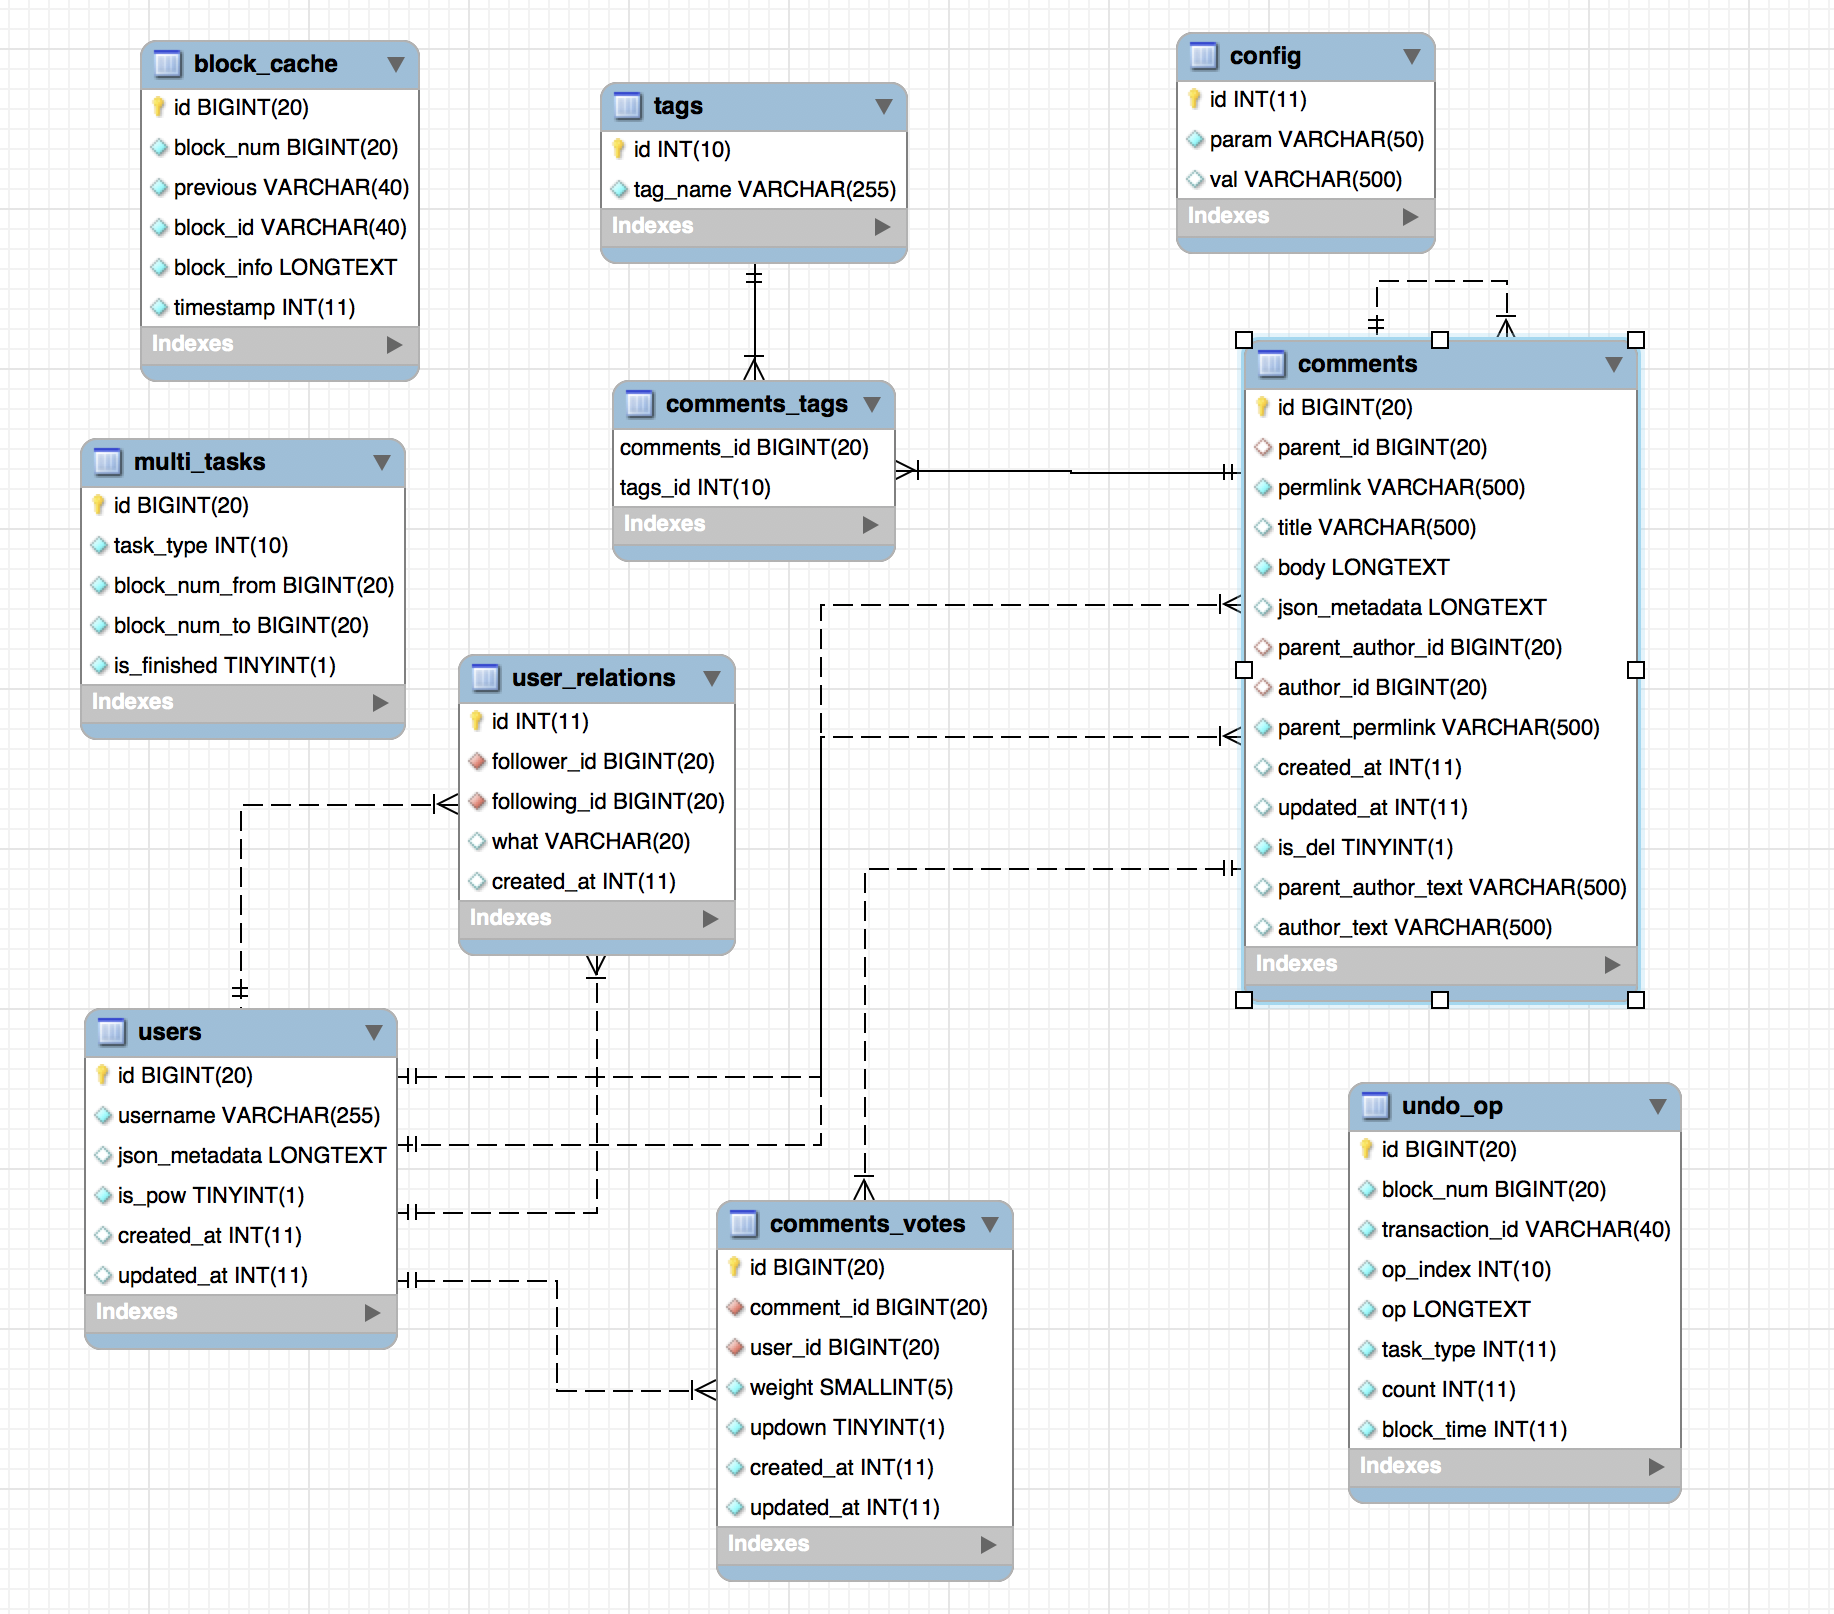 block_cache
id BIGINT(20)
block_num BIGINT(20)
previous VARCHAR(40)
block_id VARCHAR(40)
block_info LONGTEXT
timestamp INT(11)
Indexes
tags
id INT(10)
tag_name VARCHAR(255)
Indexes
config
id INT(11)
param VARCHAR(50)
val VARCHAR(500)
Indexes
comments_tags
comments_id BIGINT(20)
tags_id INT(10)
Indexes
comments
id BIGINT(20)
parent_id BIGINT(20)
permlink VARCHAR(500)
title VARCHAR(500)
body LONGTEXT
json_metadata LONGTEXT
parent_author_id BIGINT(20)
author_id BIGINT(20)
parent_permlink VARCHAR(500)
created_at INT(11)
updated_at INT(11)
is_del TINYINT(1)
parent_author_text VARCHAR(500)
author_text VARCHAR(500)
Indexes
multi_tasks
id BIGINT(20)
task_type INT(10)
block_num_from BIGINT(20)
block_num_to BIGINT(20)
is_finished TINYINT(1)
Indexes
user_relations
id INT(11)
follower_id BIGINT(20)
following_id BIGINT(20)
what VARCHAR(20)
created_at INT(11)
Indexes
users
id BIGINT(20)
username VARCHAR(255)
json_metadata LONGTEXT
is_pow TINYINT(1)
created_at INT(11)
updated_at INT(11)
Indexes
comments_votes
id BIGINT(20)
comment_id BIGINT(20)
user_id BIGINT(20)
weight SMALLINT(5)
updown TINYINT(1)
created_at INT(11)
updated_at INT(11)
Indexes
undo_op
id BIGINT(20)
block_num BIGINT(20)
transaction_id VARCHAR(40)
op_index INT(10)
op LONGTEXT
task_type INT(11)
count INT(11)
block_time INT(11)
Indexes